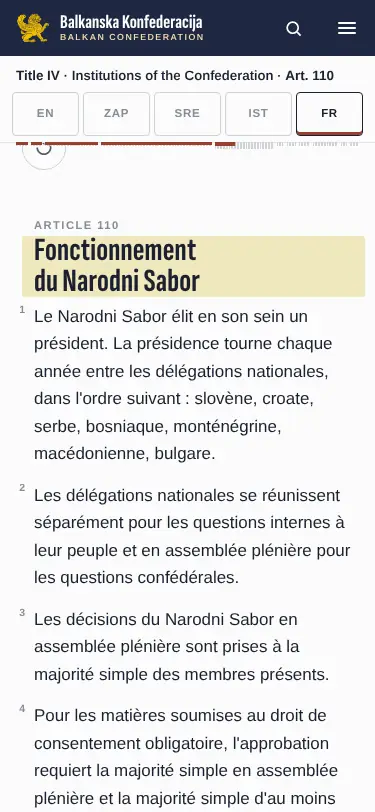 Balkanska Konfederacija
BALKAN CONFEDERATION
Title IV · Institutions of the Confederation · Art. 110
EN
ZAP
SRE
IST
FR
ARTICLE 110
Fonctionnement
du Narodni Sabor
1 Le Narodni Sabor élit en son sein un
président. La présidence tourne chaque
année entre les délégations nationales,
dans l'ordre suivant : slovène, croate,
serbe, bosniaque, monténégrine,
macédonienne, bulgare.
2 Les délégations nationales se réunissent
séparément pour les questions internes à
leur peuple et en assemblée plénière pour
les questions confédérales.
3 Les décisions du Narodni Sabor en
assemblée plénière sont prises à la
majorité simple des membres présents.
4 Pour les matières soumises au droit de
consentement obligatoire, l'approbation
requiert la majorité simple en assemblée
plénière et la majorité simple d'au moins